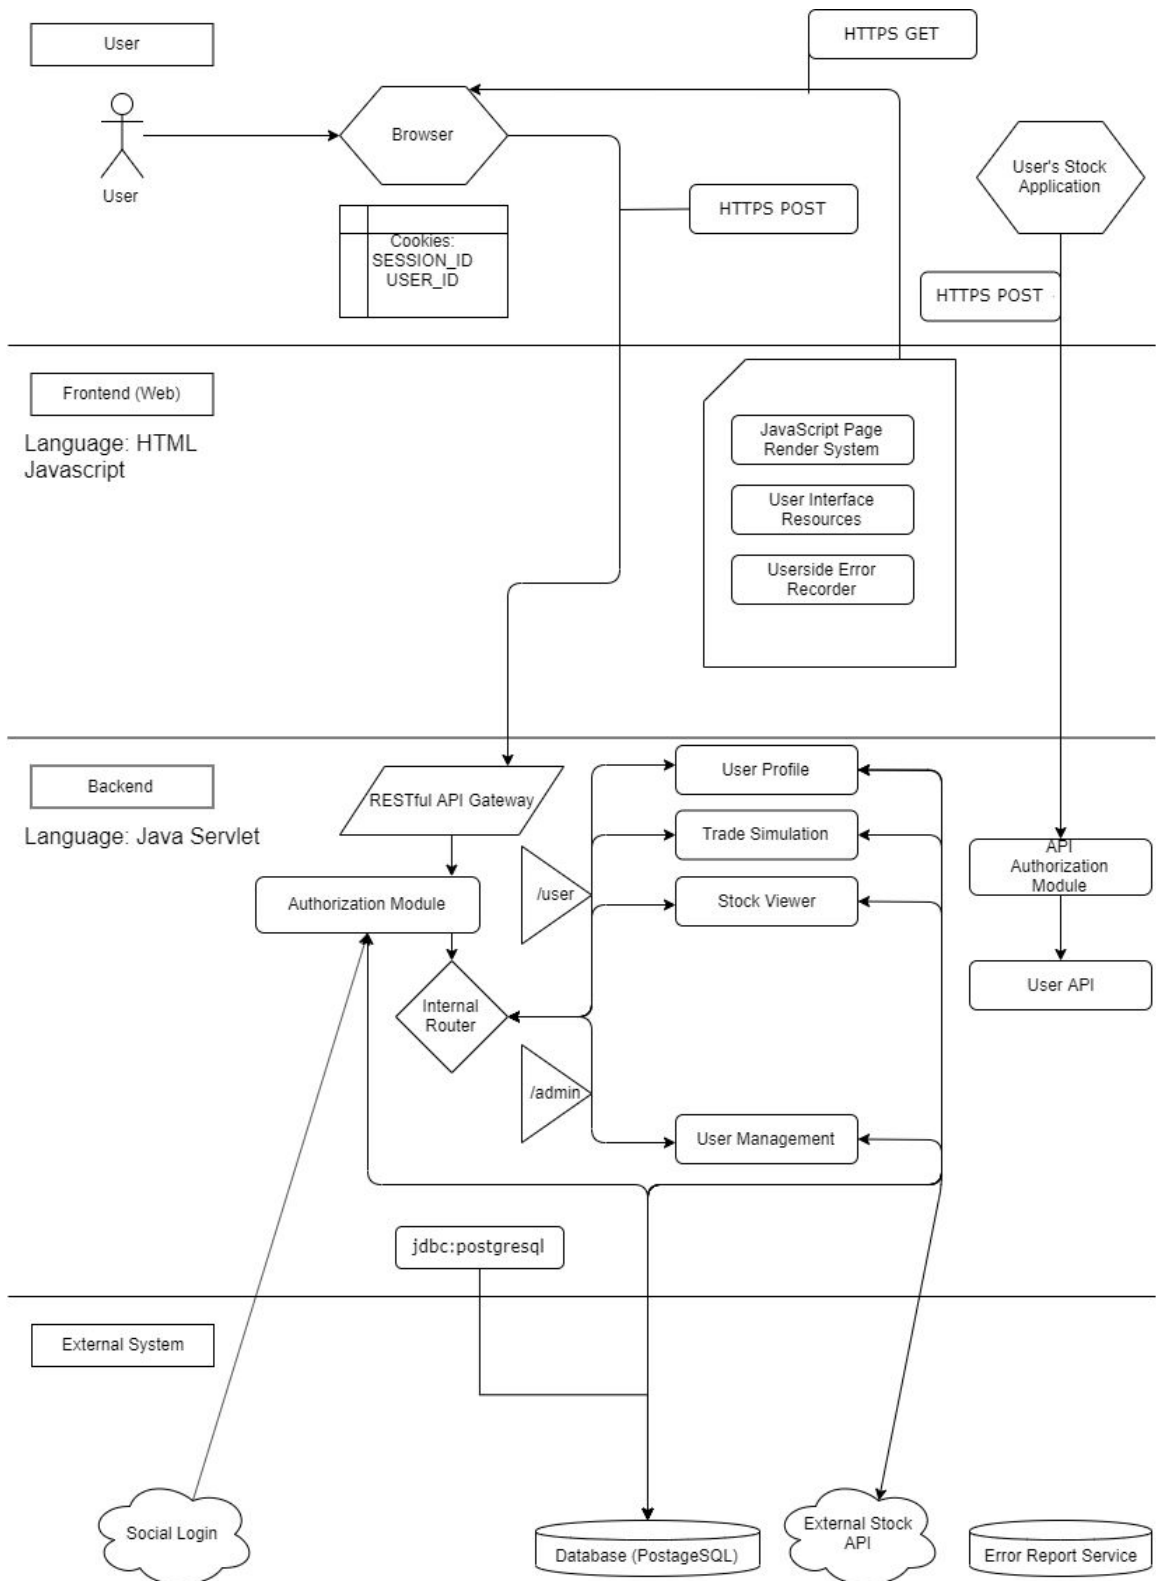 HTTPS GET
User
Browser
User's Stock
Application
User
HTTPS POST
Cookies:
SESSION_ID
USER_ID
HTTPS POST
Frontend (Web)
Language: HTML
Javascript
JavaScript Page
Render System
User Interface
Resources
Userside Error
Recorder
Backend
Language: Java Servlet
RESTful API Gateway
User Profile
Trade Simulation
API
Authorization
Module
/user
Authorization Module
Stock Viewer
User API
Internal
Router
/admin
User Management
jdbc:postgresql
External System
Social Login
Database (PostageSQL)
External Stock
API
Error Report Service